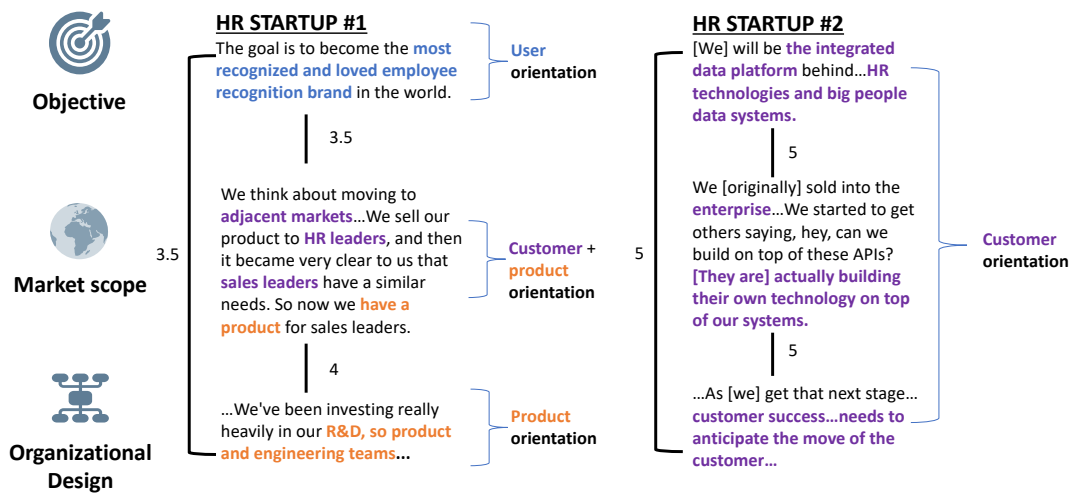 HR STARTUP #1
The goal is to become the most
recognized and loved employee
recognition brand in the world.
User
orientation
Objective
3.5
We think about moving to
adjacent markets...We sell our
product to HR leaders, and then
it became very clear to us that
sales leaders have a similar
needs. So now we have a
product for sales leaders.
Customer +
product
orientation
Market scope
3.5
4
...We've been investing really
heavily in our R&D, so product
and engineering teams...
Product
orientation
Organizational
Design
HR STARTUP #2
[We] will be the integrated
data platform behind...HR
technologies and big people
data systems.
5
We [originally] sold into the
enterprise...We started to get
others saying, hey, can we
build on top of these APIs?
[They are] actually building
their own technology on top
of our systems.
5
Customer
orientation
5
...As [we] get that next stage...
customer success...needs to
anticipate the move of the
customer...